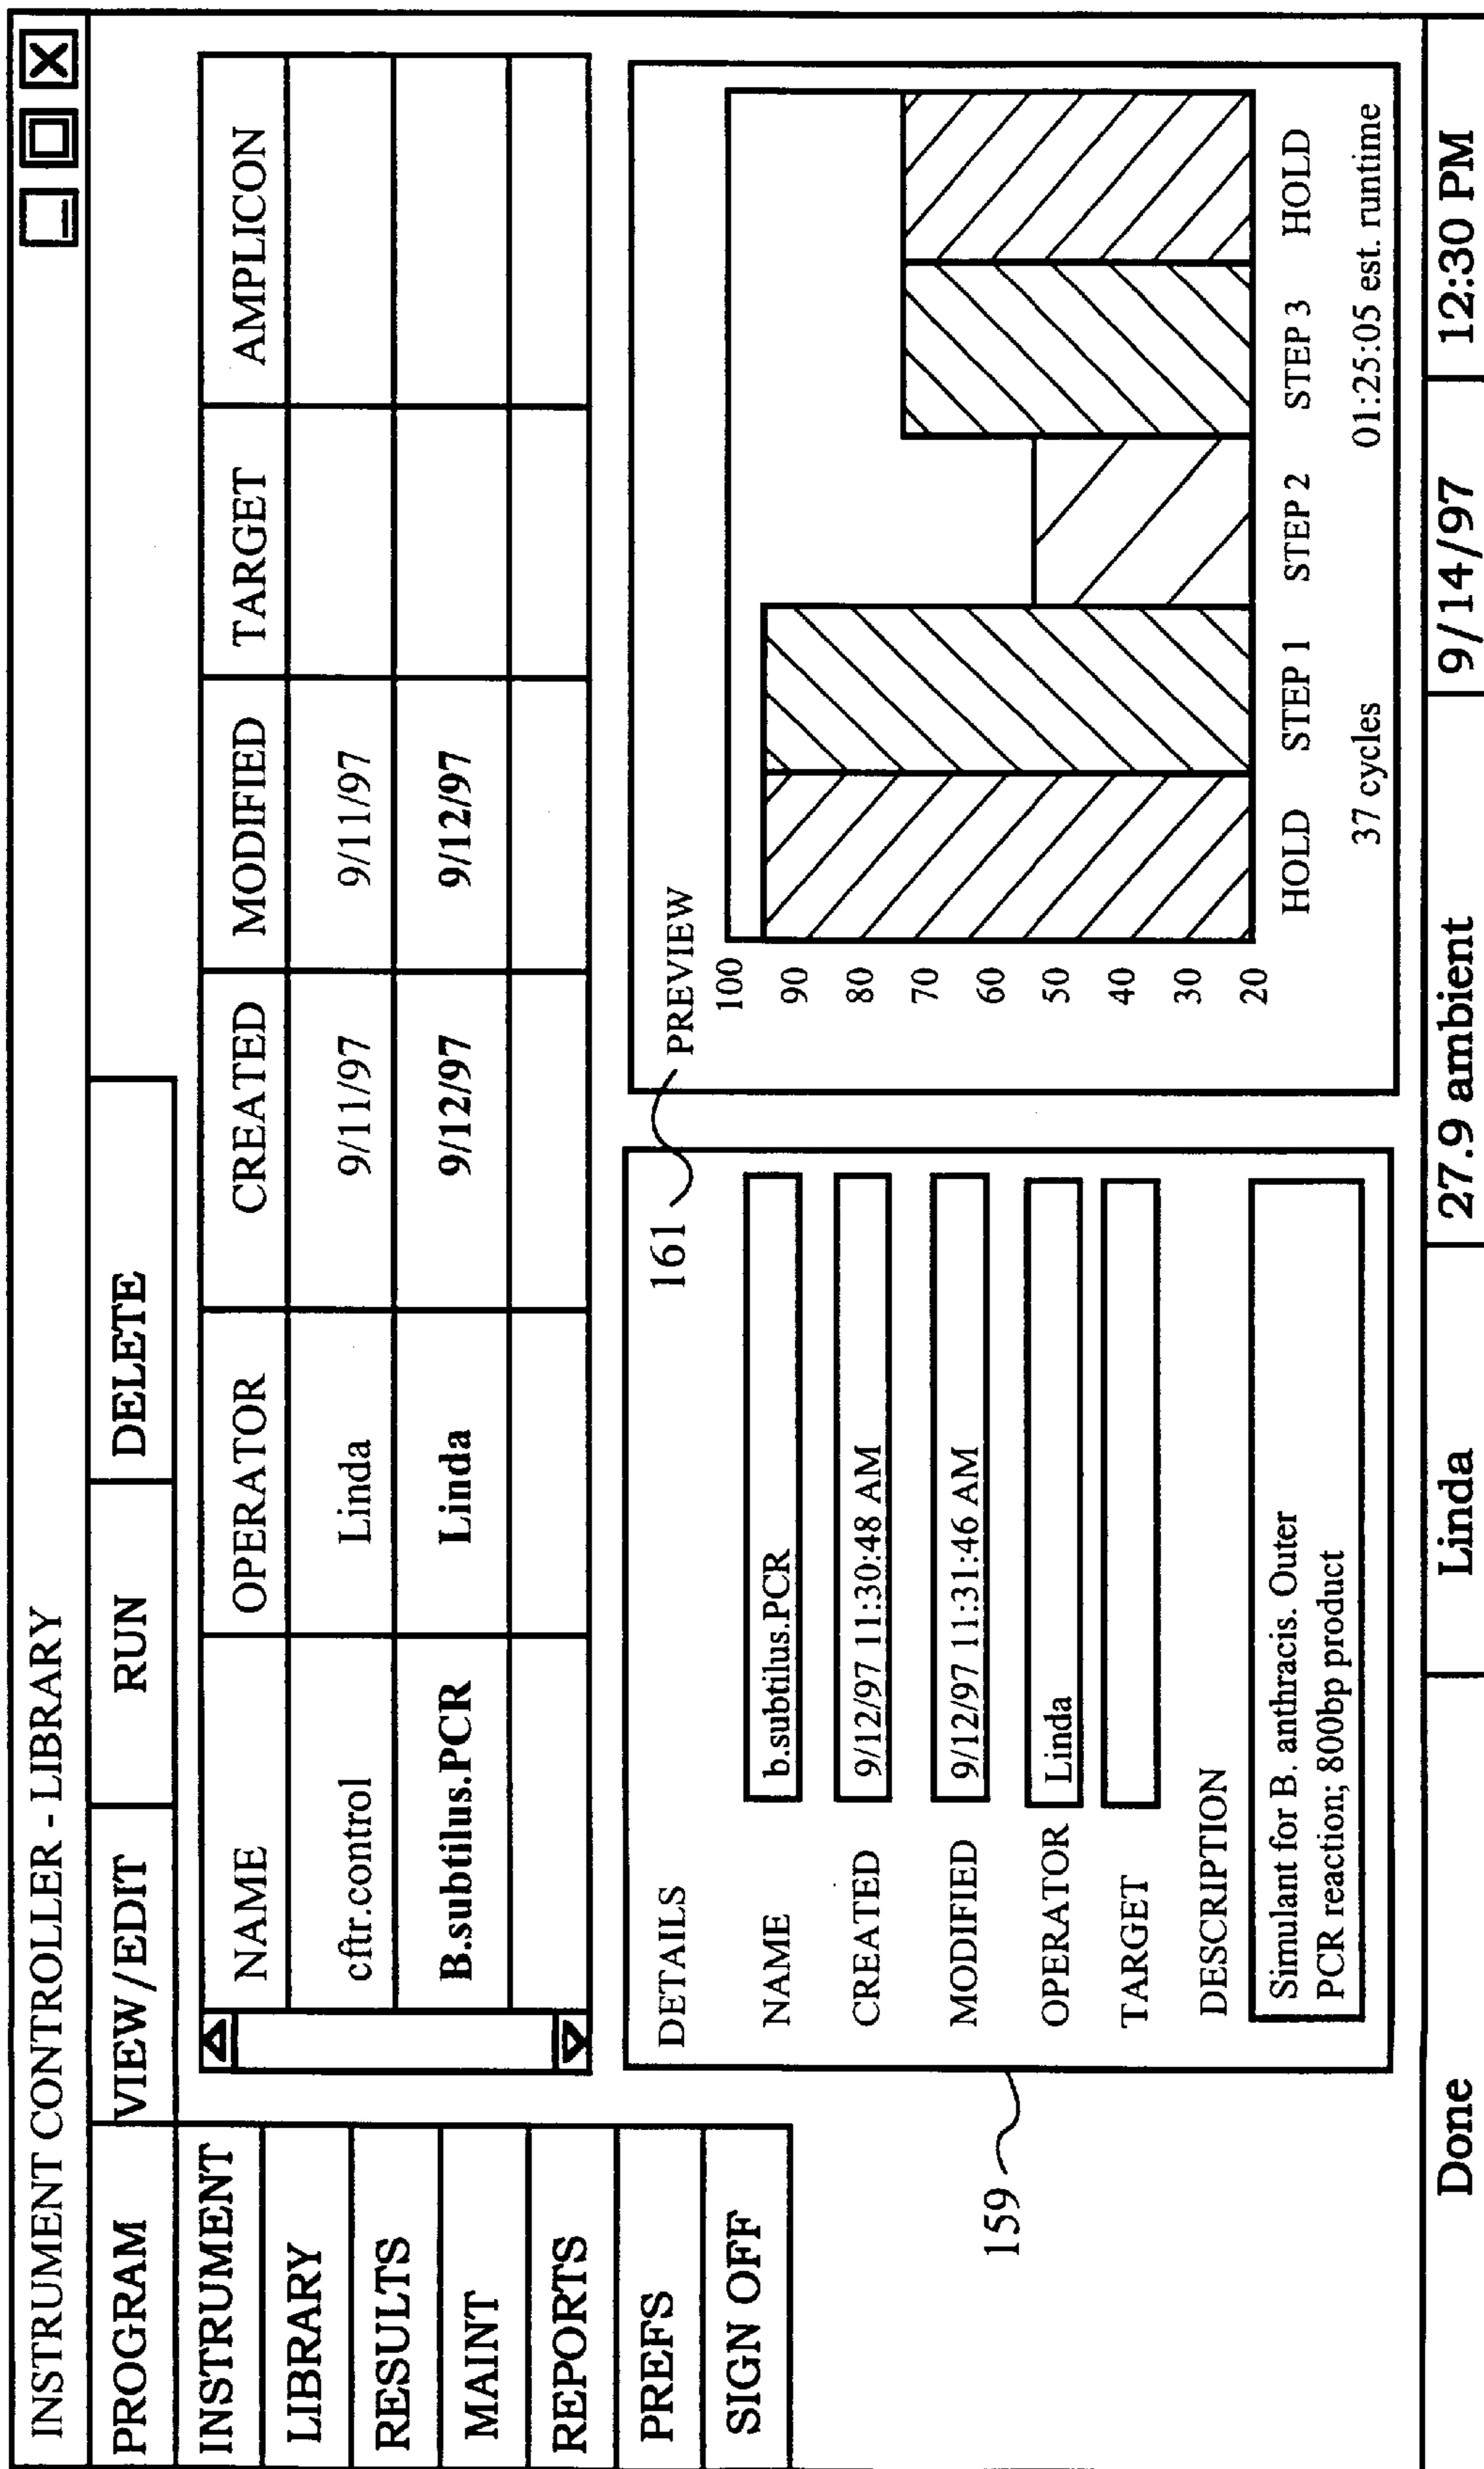 INSTRUMENT CONTROLLER - LIBRARY
PROGRAM VIEW/EDIT RUN DELETE
INSTRUMENT
LIBRARY
RESULTS
MAINT
REPORTS
PREFS
SIGN OFF
NAME OPERATOR CREATED MODIFIED TARGET AMPLICON
cftr.control Linda 9/11/97 9/11/97
B.subtilus.PCR Linda 9/12/97 9/12/97
159
DETAILS
NAME b.subtilus.PCR
CREATED 9/12/97 11:30:48 AM
MODIFIED 9/12/97 11:31:46 AM
OPERATOR Linda
TARGET
DESCRIPTION
Simulant for B. anthracis. Outer
PCR reaction; 800bp product
161
PREVIEW
100
90
80
70
60
50
40
30
20
HOLD STEP 1 STEP 2 STEP 3 HOLD
37 cycles 01:25:05 est. runtime
Done Linda 27.9 ambient 9/14/97 12:30 PM